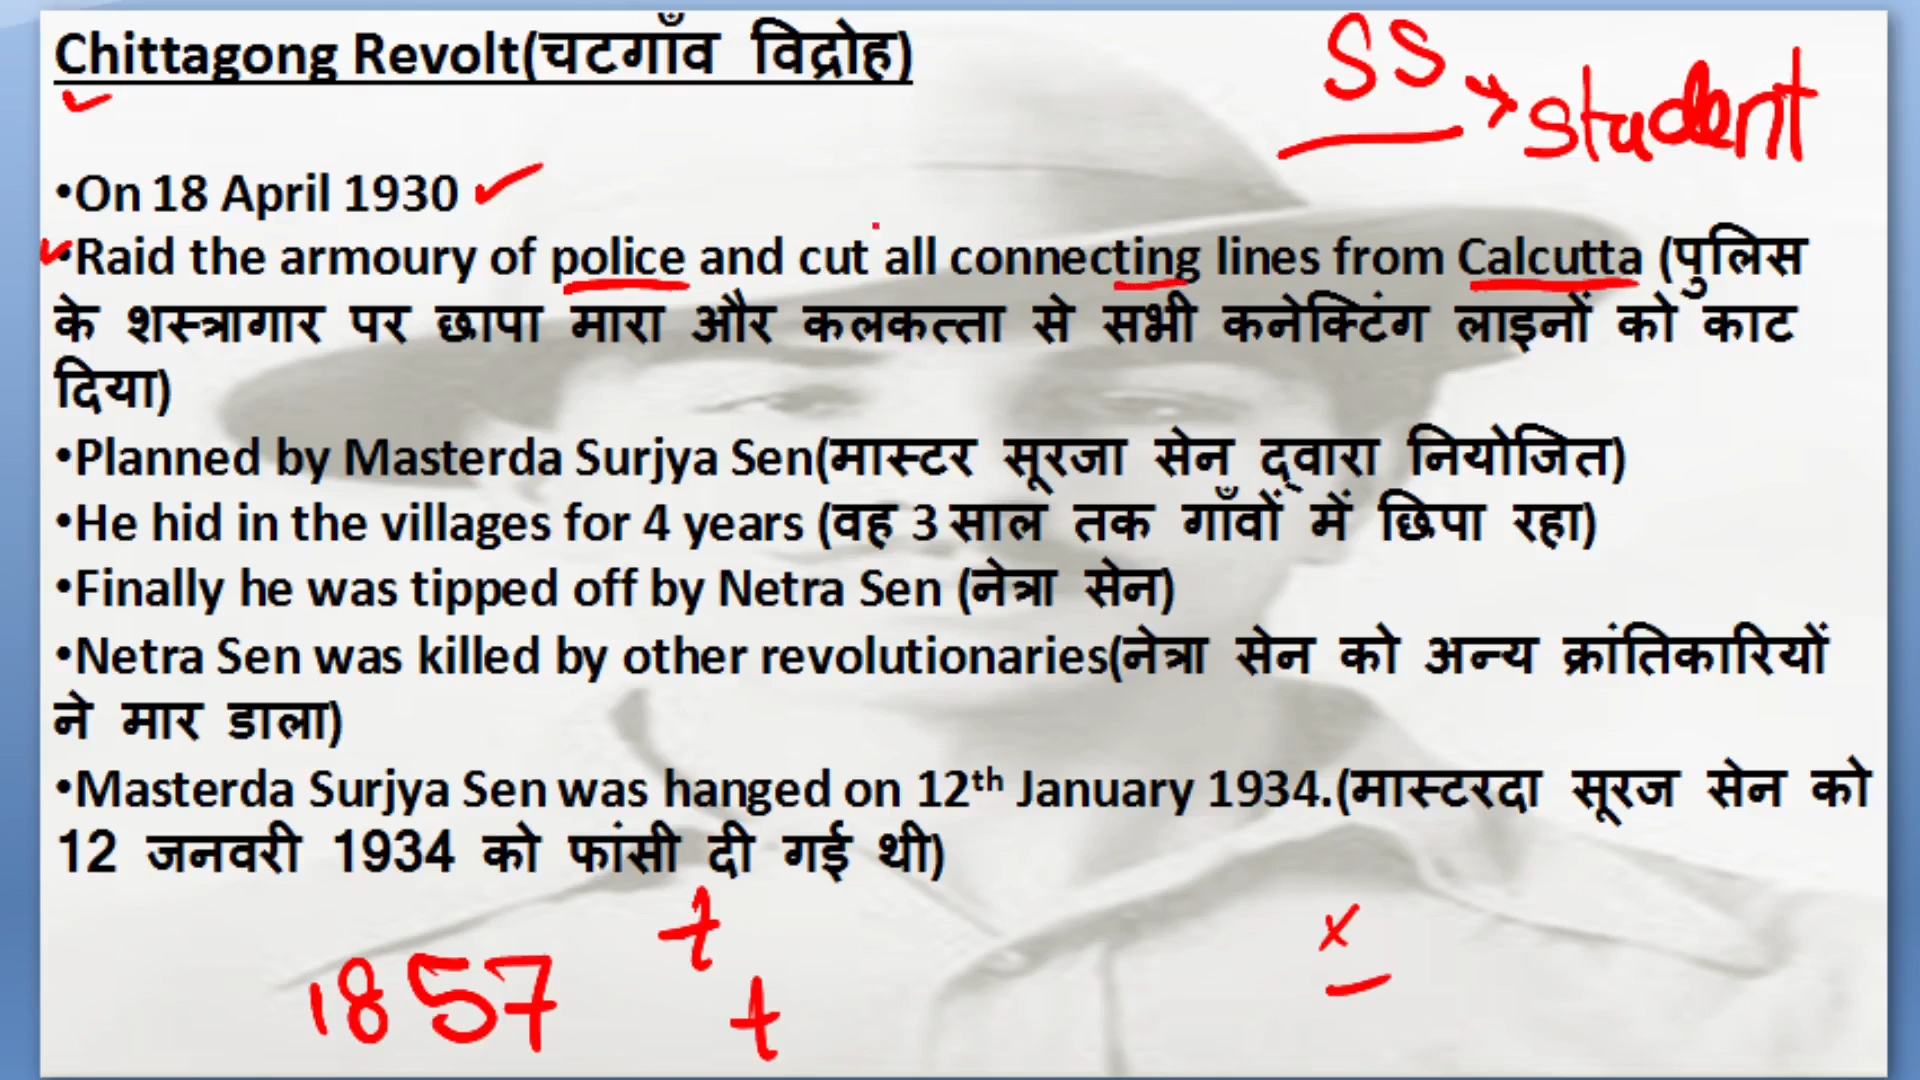 Chittagong Revolt(चटगाँव विद्रोह)
SS
student
•On 18 April 1930
•Raid the armoury of police and cut all connecting lines from Calcutta (पुलिस
के शस्त्रागार पर छापा मारा और कलकत्ता से सभी कनेक्टिंग लाइनों को काट
दिया)
•Planned by Masterda Surjya Sen(मास्टर सूरजा सेन द्वारा नियोजित)
•He hid in the villages for 4 years (वह 3 साल तक गाँवों में छिपा रहा)
•Finally he was tipped off by Netra Sen (नेत्रा सेन)
•Netra Sen was killed by other revolutionaries(नेत्रा सेन को अन्य क्रांतिकारियों
ने मार डाला)
•Masterda Surjya Sen was hanged on 12th January 1934.(मास्टरदा सूरज सेन को
12 जनवरी 1934 को फांसी दी गई थी)
1857